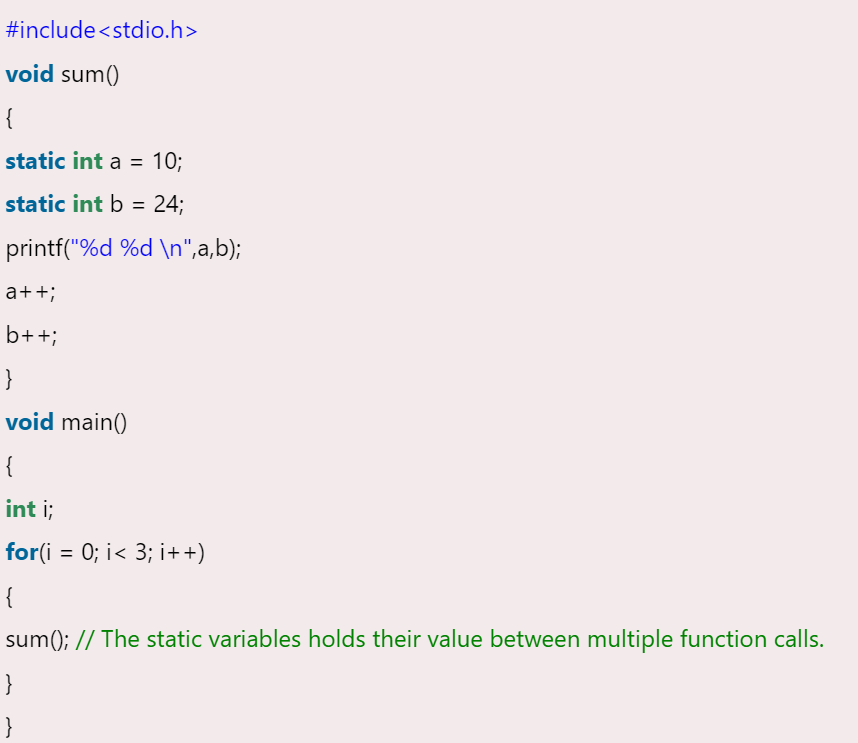 #include<stdio.h>
void sum()
{
static int a = 10;
static int b = 24;
printf("%d %d \n",a,b);
a++;
b++;
}
void main()
{
int i;
for(i = 0; i< 3; i++)
{
sum(); // The static variables holds their value between multiple function calls.
}
}